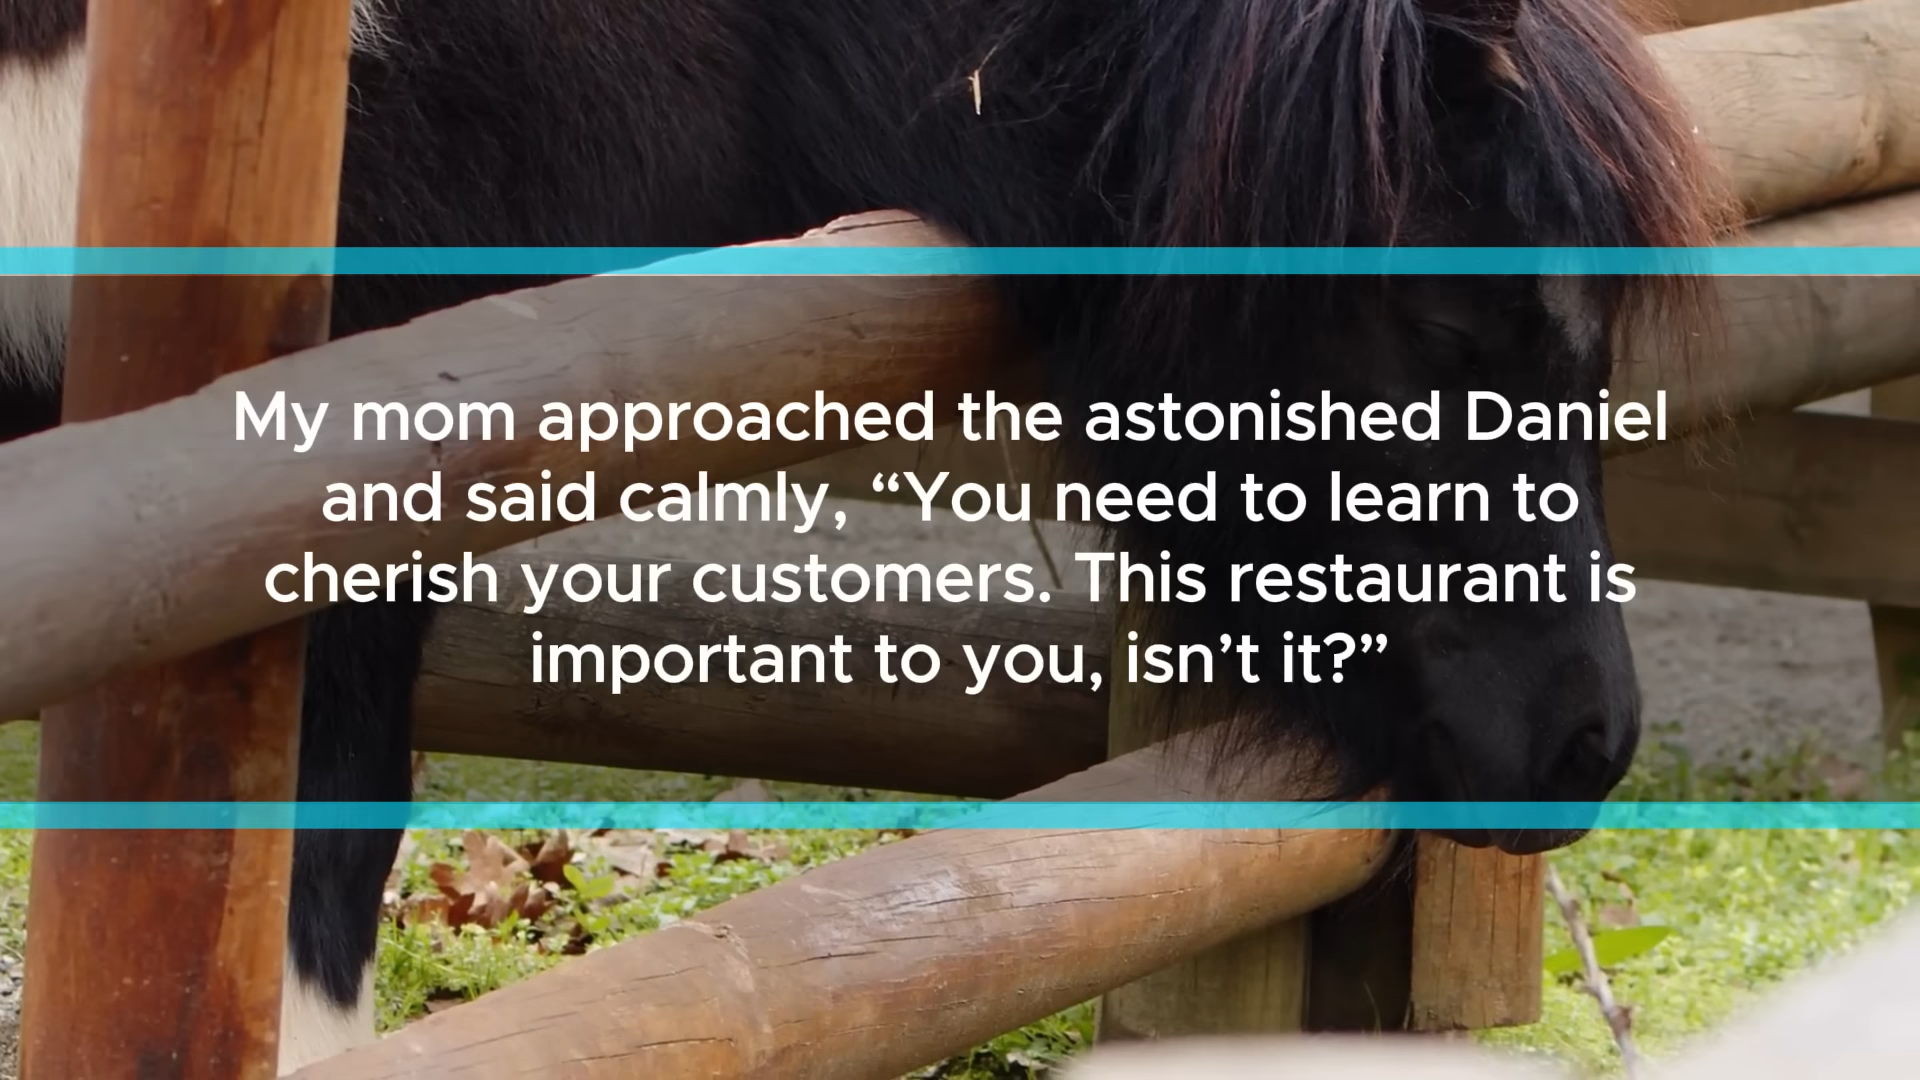 My mom approached the astonished Daniel
and said calmly, “You need to learn to
cherish your customers. This restaurant is
important to you, isn’t it?”